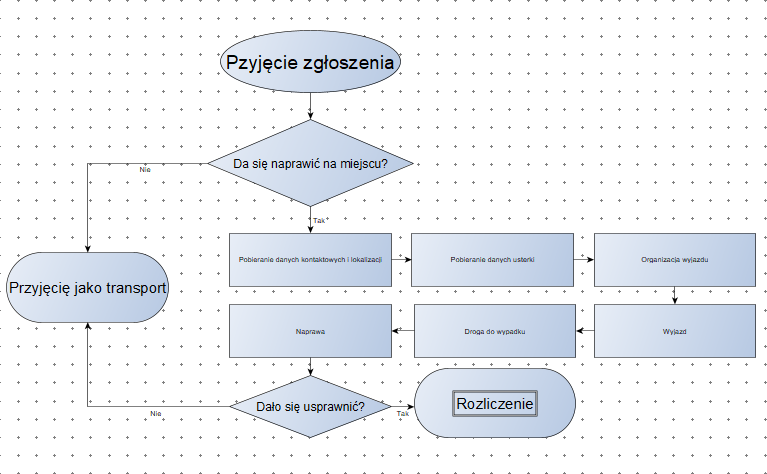 Pzyjęcie zgłoszenia
Da się naprawić na miejscu?
Nie
Tak
Pobieranie danych kontaktowych i lokalizacji
Pobieranie danych usterki
Organizacja wyjazdu
Przyjęcię jako transport
Naprawa
Droga do wypadku
Wyjazd
Dało się usprawnić?
Nie
Tak
Rozliczenie